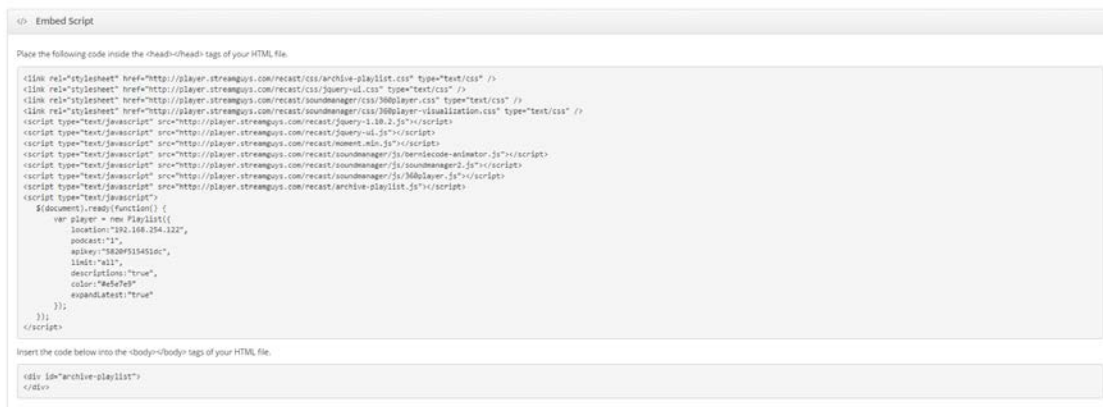 </> Embed Script
Place the following code inside the <head></head> tags of your HTML file.
<link rel="stylesheet" href="http://player.streamguys.com/recast/css/archive-playlist.css" type="text/css" />
<link rel="stylesheet" href="http://player.streamguys.com/recast/css/jquery-ui.css" type="text/css" />
<link rel="stylesheet" href="http://player.streamguys.com/recast/soundmanager/css/360player.css" type="text/css" />
<link rel="stylesheet" href="http://player.streamguys.com/recast/soundmanager/css/360player-visualization.css" type="text/css" />
<script type="text/javascript" src="http://player.streamguys.com/recast/jquery-1.10.2.js"></script>
<script type="text/javascript" src="http://player.streamguys.com/recast/jquery-ui.js"></script>
<script type="text/javascript" src="http://player.streamguys.com/recast/moment.min.js"></script>
<script type="text/javascript" src="http://player.streamguys.com/recast/soundmanager/js/berniecode-animator.js"></script>
<script type="text/javascript" src="http://player.streamguys.com/recast/soundmanager/js/soundmanager2.js"></script>
<script type="text/javascript" src="http://player.streamguys.com/recast/soundmanager/js/360player.js"></script>
<script type="text/javascript" src="http://player.streamguys.com/recast/archive-playlist.js"></script>
<script type="text/javascript">
$(document).ready(function() {
var player = new Playlist({
location:"192.168.254.122",
podcast:"1",
apikey:"5820f515451dc",
limit:"all",
descriptions:"true",
color:"#e5e7e9"
expandLatest:"true"
});
});
</script>
Insert the code below into the <body></body> tags of your HTML file.
<div id="archive-playlist">
</div>